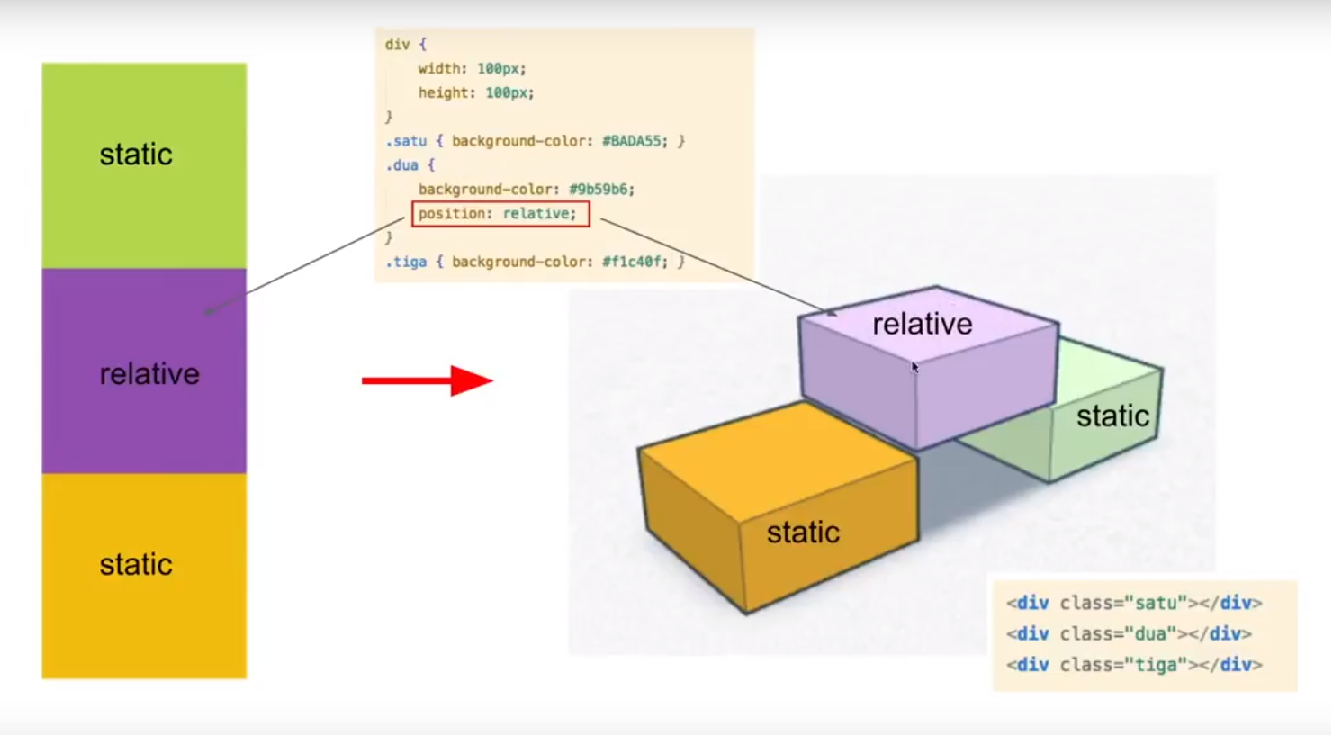 static
relative
static
div {
width: 100px;
height: 100px;
}
.satu { background-color: #BADA55; }
.dua {
background-color: #9b59b6;
position: relative;
}
.tiga { background-color: #f1c40f; }
relative
static
static
<div class="satu"></div>
<div class="dua"></div>
<div class="tiga"></div>